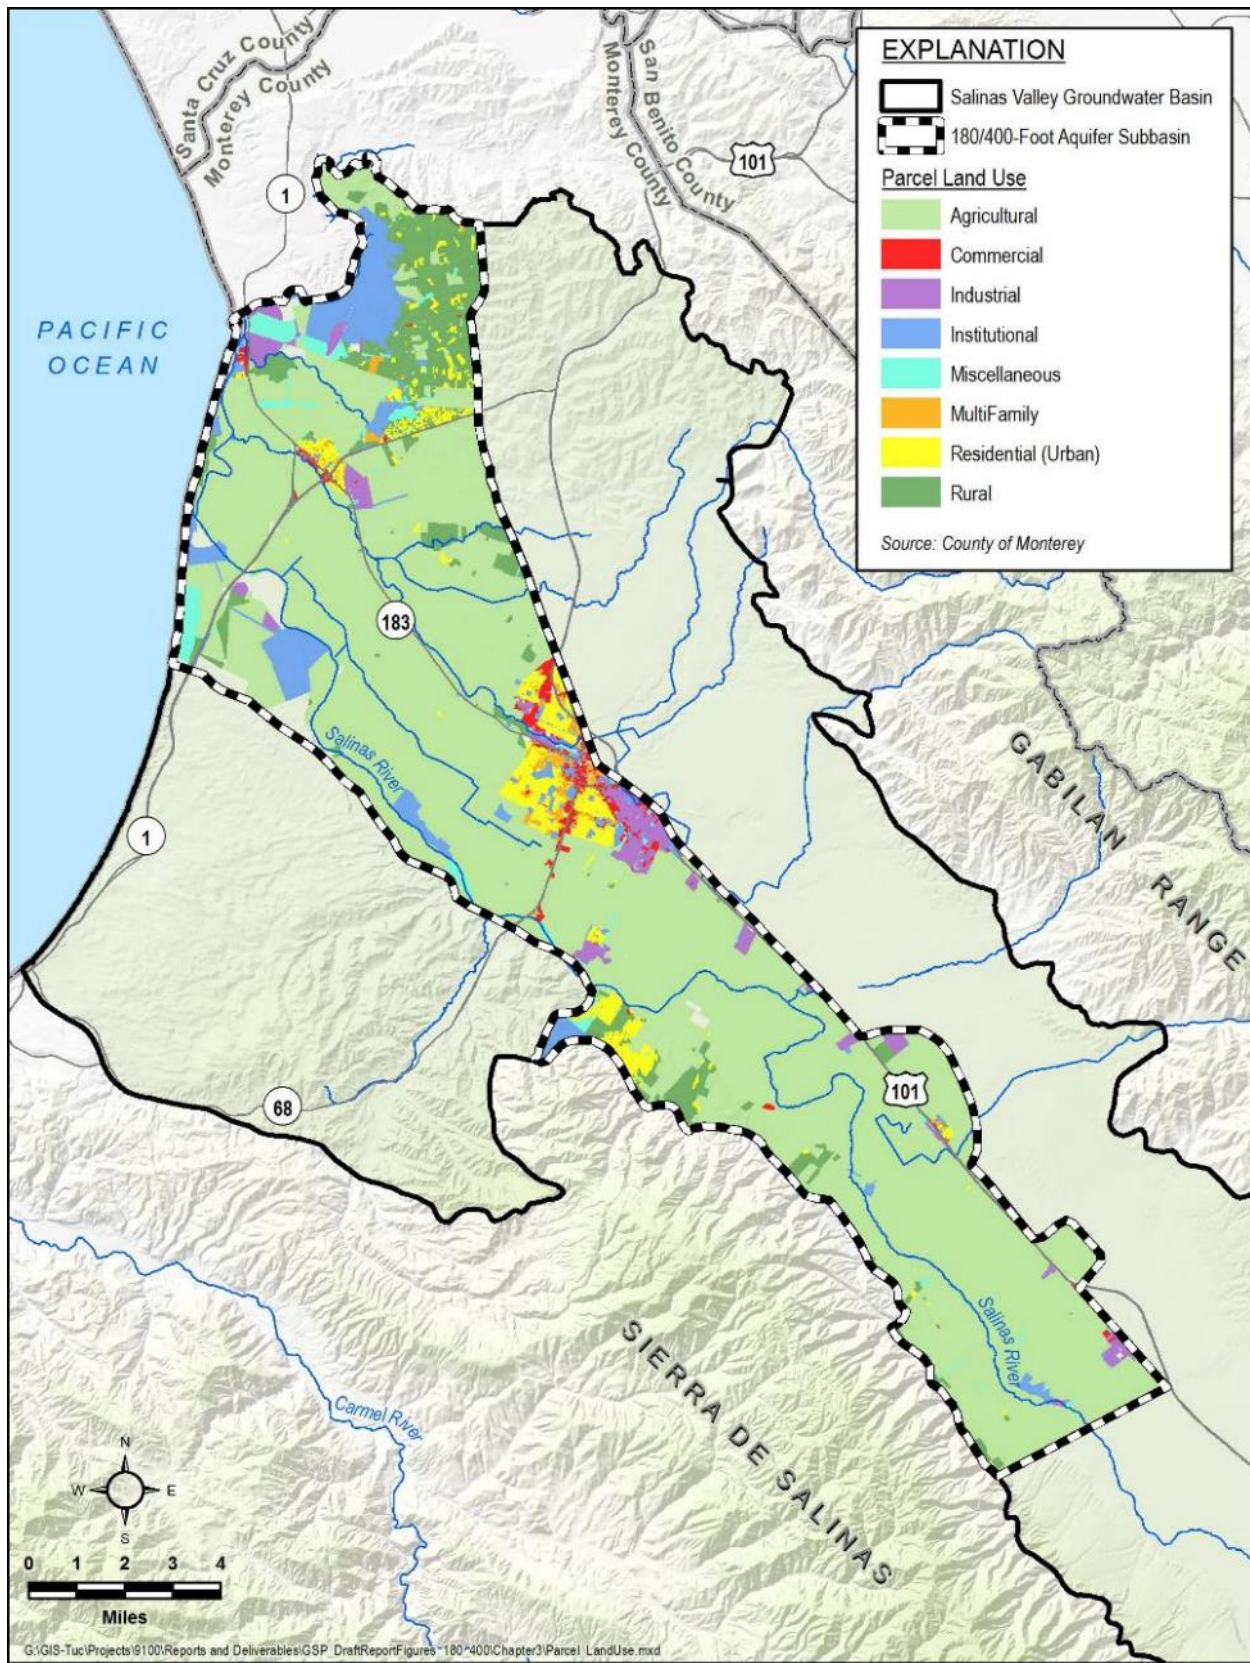 EXPLANATION
Salinas Valley Groundwater Basin
180/400-Foot Aquifer Subbasin
Parcel Land Use
Agricultural
Commercial
Industrial
Institutional
Miscellaneous
MultiFamily
Residential (Urban)
Rural
Source: County of Monterey
Santa Cruz County
Monterey County
Monterey County
San Benito County
101
1
PACIFIC
OCEAN
183
Salinas River
1
GABILAN RANGE
68
101
Salinas River
SIERRA DE SALINAS
Carmel River
N
W E
S
0 1 2 3 4
Miles
G:\GIS-Tuc\Projects\9100\Reports and Deliverables\GSP_DraftReportFigures_180_400\Chapter3\Parcel_LandUse.mxd